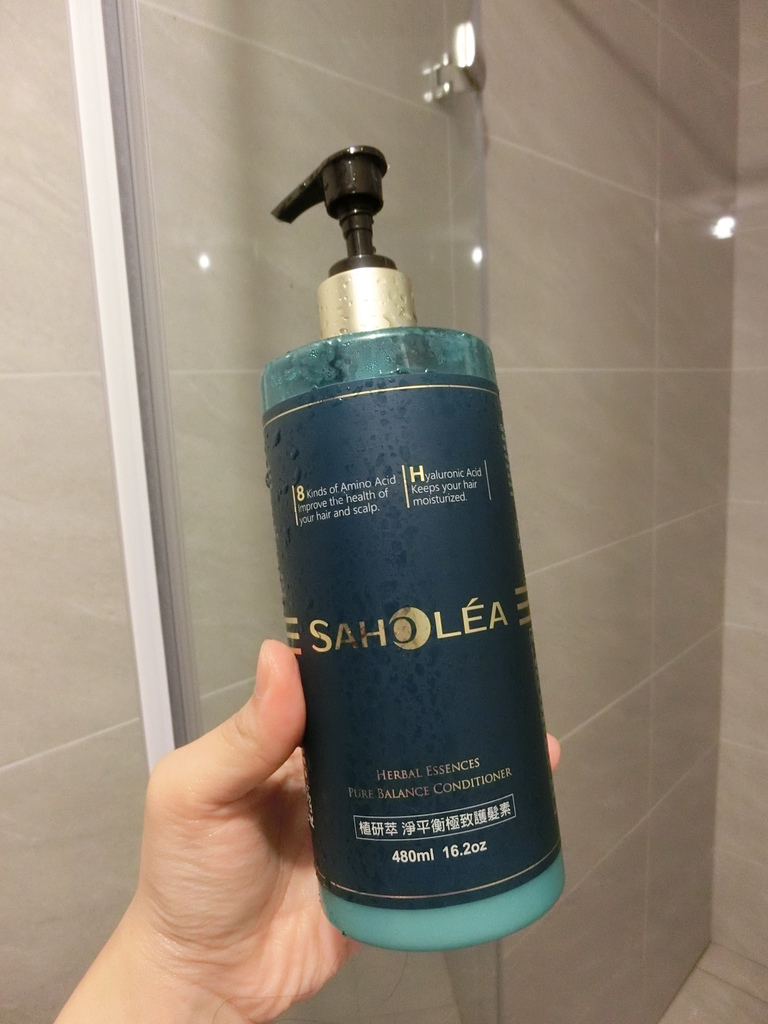 8 Kinds of Amino Acid
Improve the health of
your hair and scalp.
Hyaluronic Acid
Keeps your hair
moisturized.
SAHOLÉA
HERBAL ESSENCES
PURE BALANCE CONDITIONER
植研萃 淨平衡極致護髮素
480ml 16.2oz